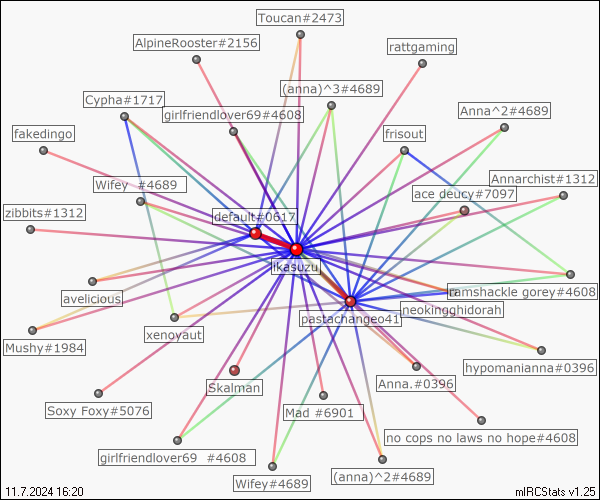 Toucan#2473
AlpineRooster#2156
rattgaming
(anna)^3#4689
Cypha#1717
girlfriendlover69#4608
Anna^2#4689
fakedingo
frisout
Wifey #4689
Annarchist#1312
ace deucy#7097
zibbits#1312
default#0617
ikasuzu
ramshackle gorey#4608
avelicious
neokingghidorah
pastachangeo41
xenoyaut
Mushy#1984
hypomanianna#0396
Skalman
Anna.#0396
Soxy Foxy#5076
Mad #6901
no cops no laws no hope#4608
girlfriendlover69 #4608
(anna)^2#4689
Wifey#4689
11.7.2024 16:20
mIRCStats v1.25